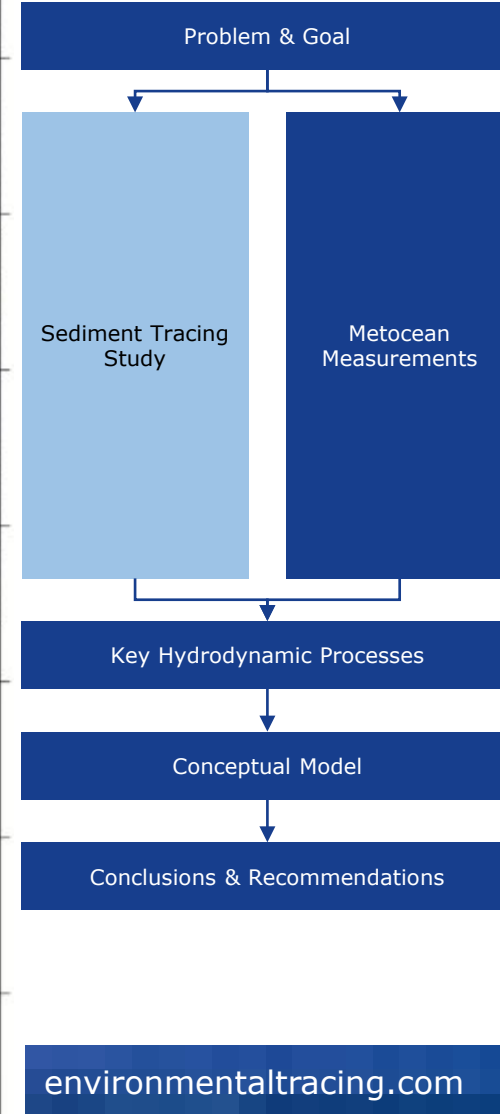 Problem & Goal
Sediment Tracing
Study
Metocean
Measurements
Key Hydrodynamic Processes
Conceptual Model
Conclusions & Recommendations
environmentaltracing.com